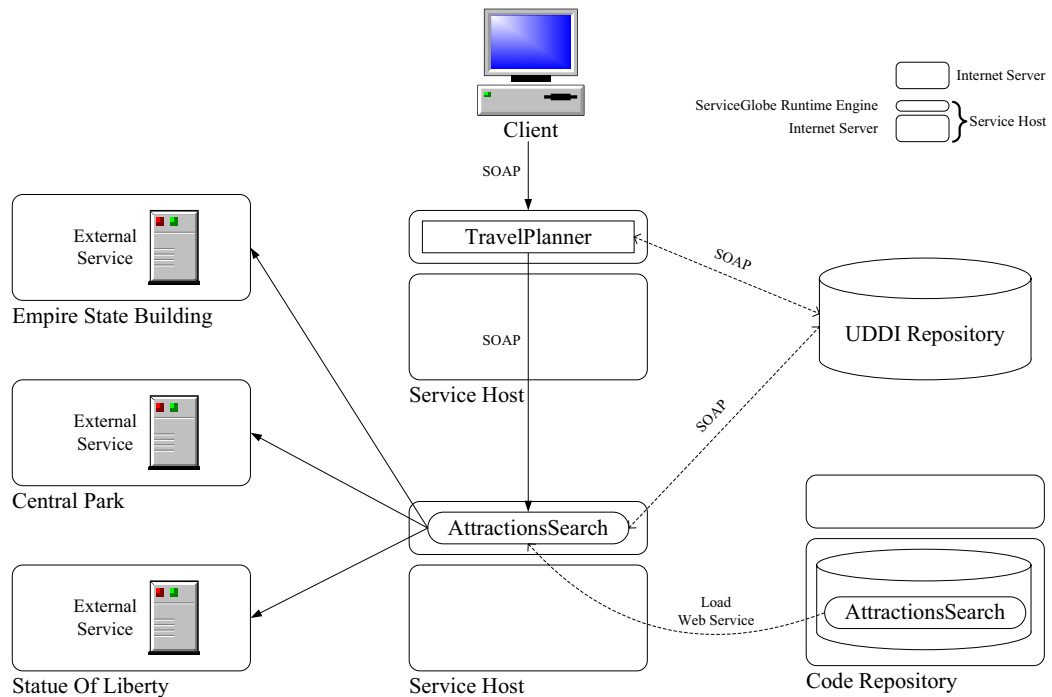 Client
SOAP
Internet Server
ServiceGlobe Runtime Engine
Internet Server
Service Host
External
Service
Empire State Building
TravelPlanner
SOAP
SOAP
Service Host
UDDI Repository
External
Service
Central Park
SOAP
AttractionsSearch
External
Service
Statue Of Liberty
Service Host
Load
Web Service
AttractionsSearch
Code Repository